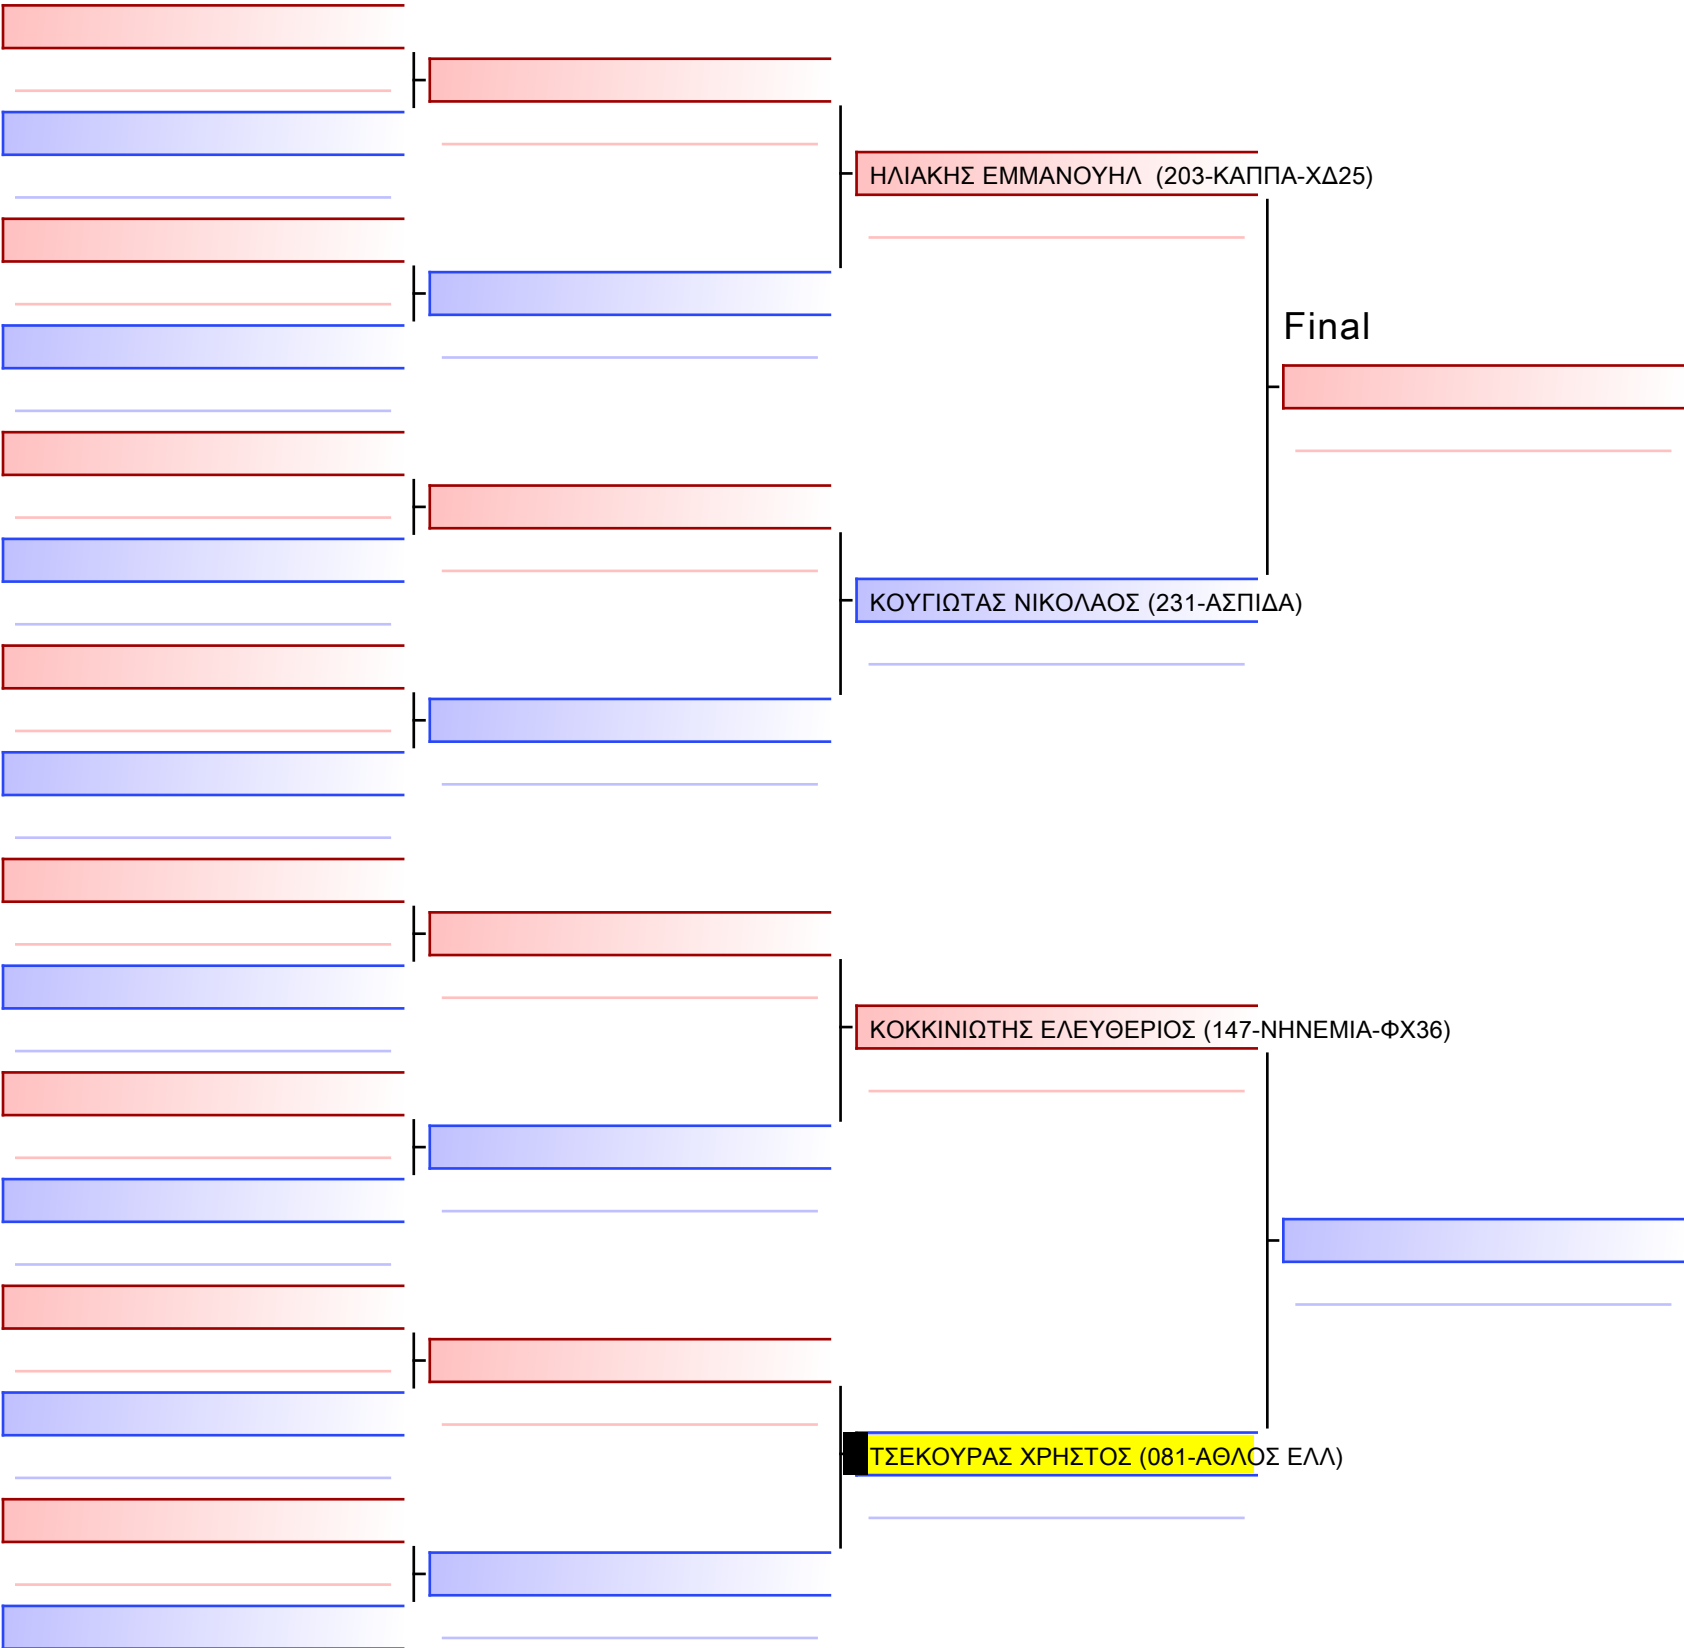 ΗΛΙΑΚΗΣ ΕΜΜΑΝΟΥΗΛ  (203-ΚΑΠΠΑ-ΧΔ25)
Final
ΚΟΥΓΙΩΤΑΣ ΝΙΚΟΛΑΟΣ (231-ΑΣΠΙΔΑ)
ΚΟΚΚΙΝΙΩΤΗΣ ΕΛΕΥΘΕΡΙΟΣ (147-ΝΗΝΕΜΙΑ-ΦΧ36)
ΤΣΕΚΟΥΡΑΣ ΧΡΗΣΤΟΣ (081-ΑΘΛΟΣ ΕΛΛ)